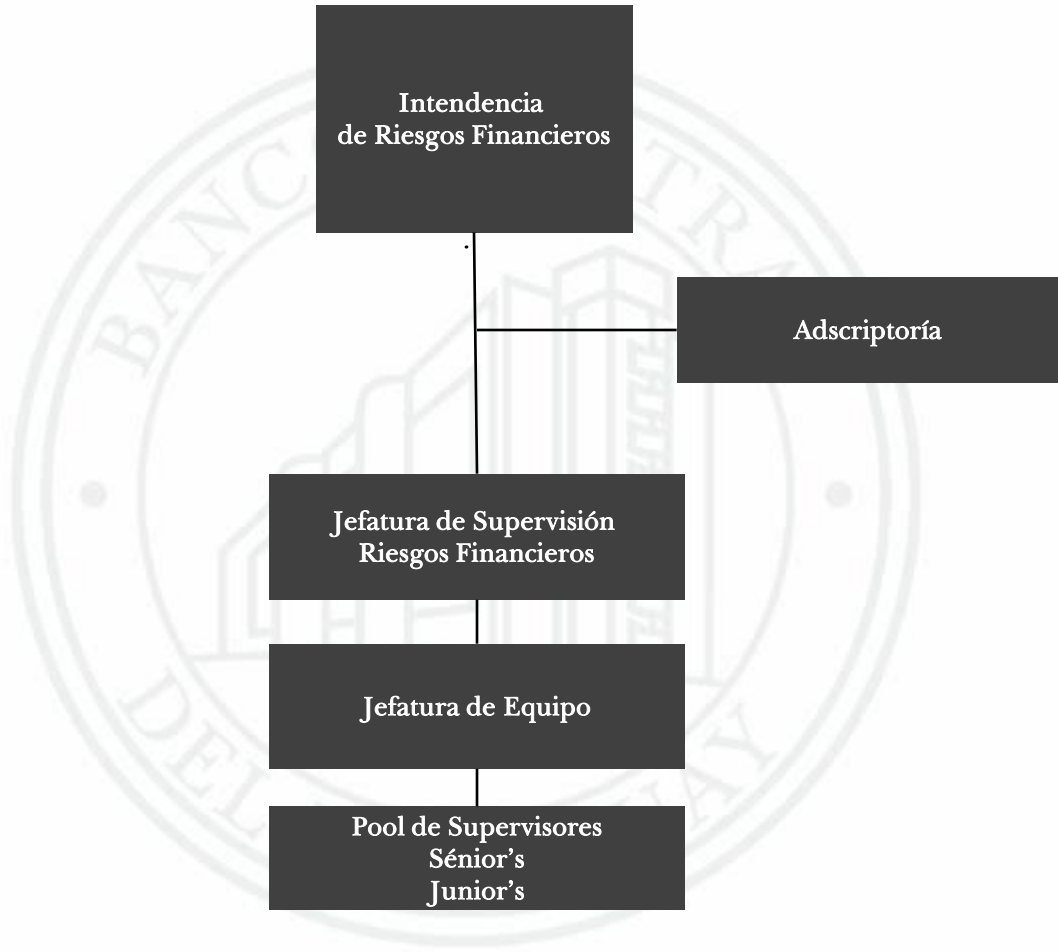 Intendencia
de Riesgos Financieros
Adscriptoría
Jefatura de Supervisión
Riesgos Financieros
Jefatura de Equipo
Pool de Supervisores
Sénior’s
Junior’s